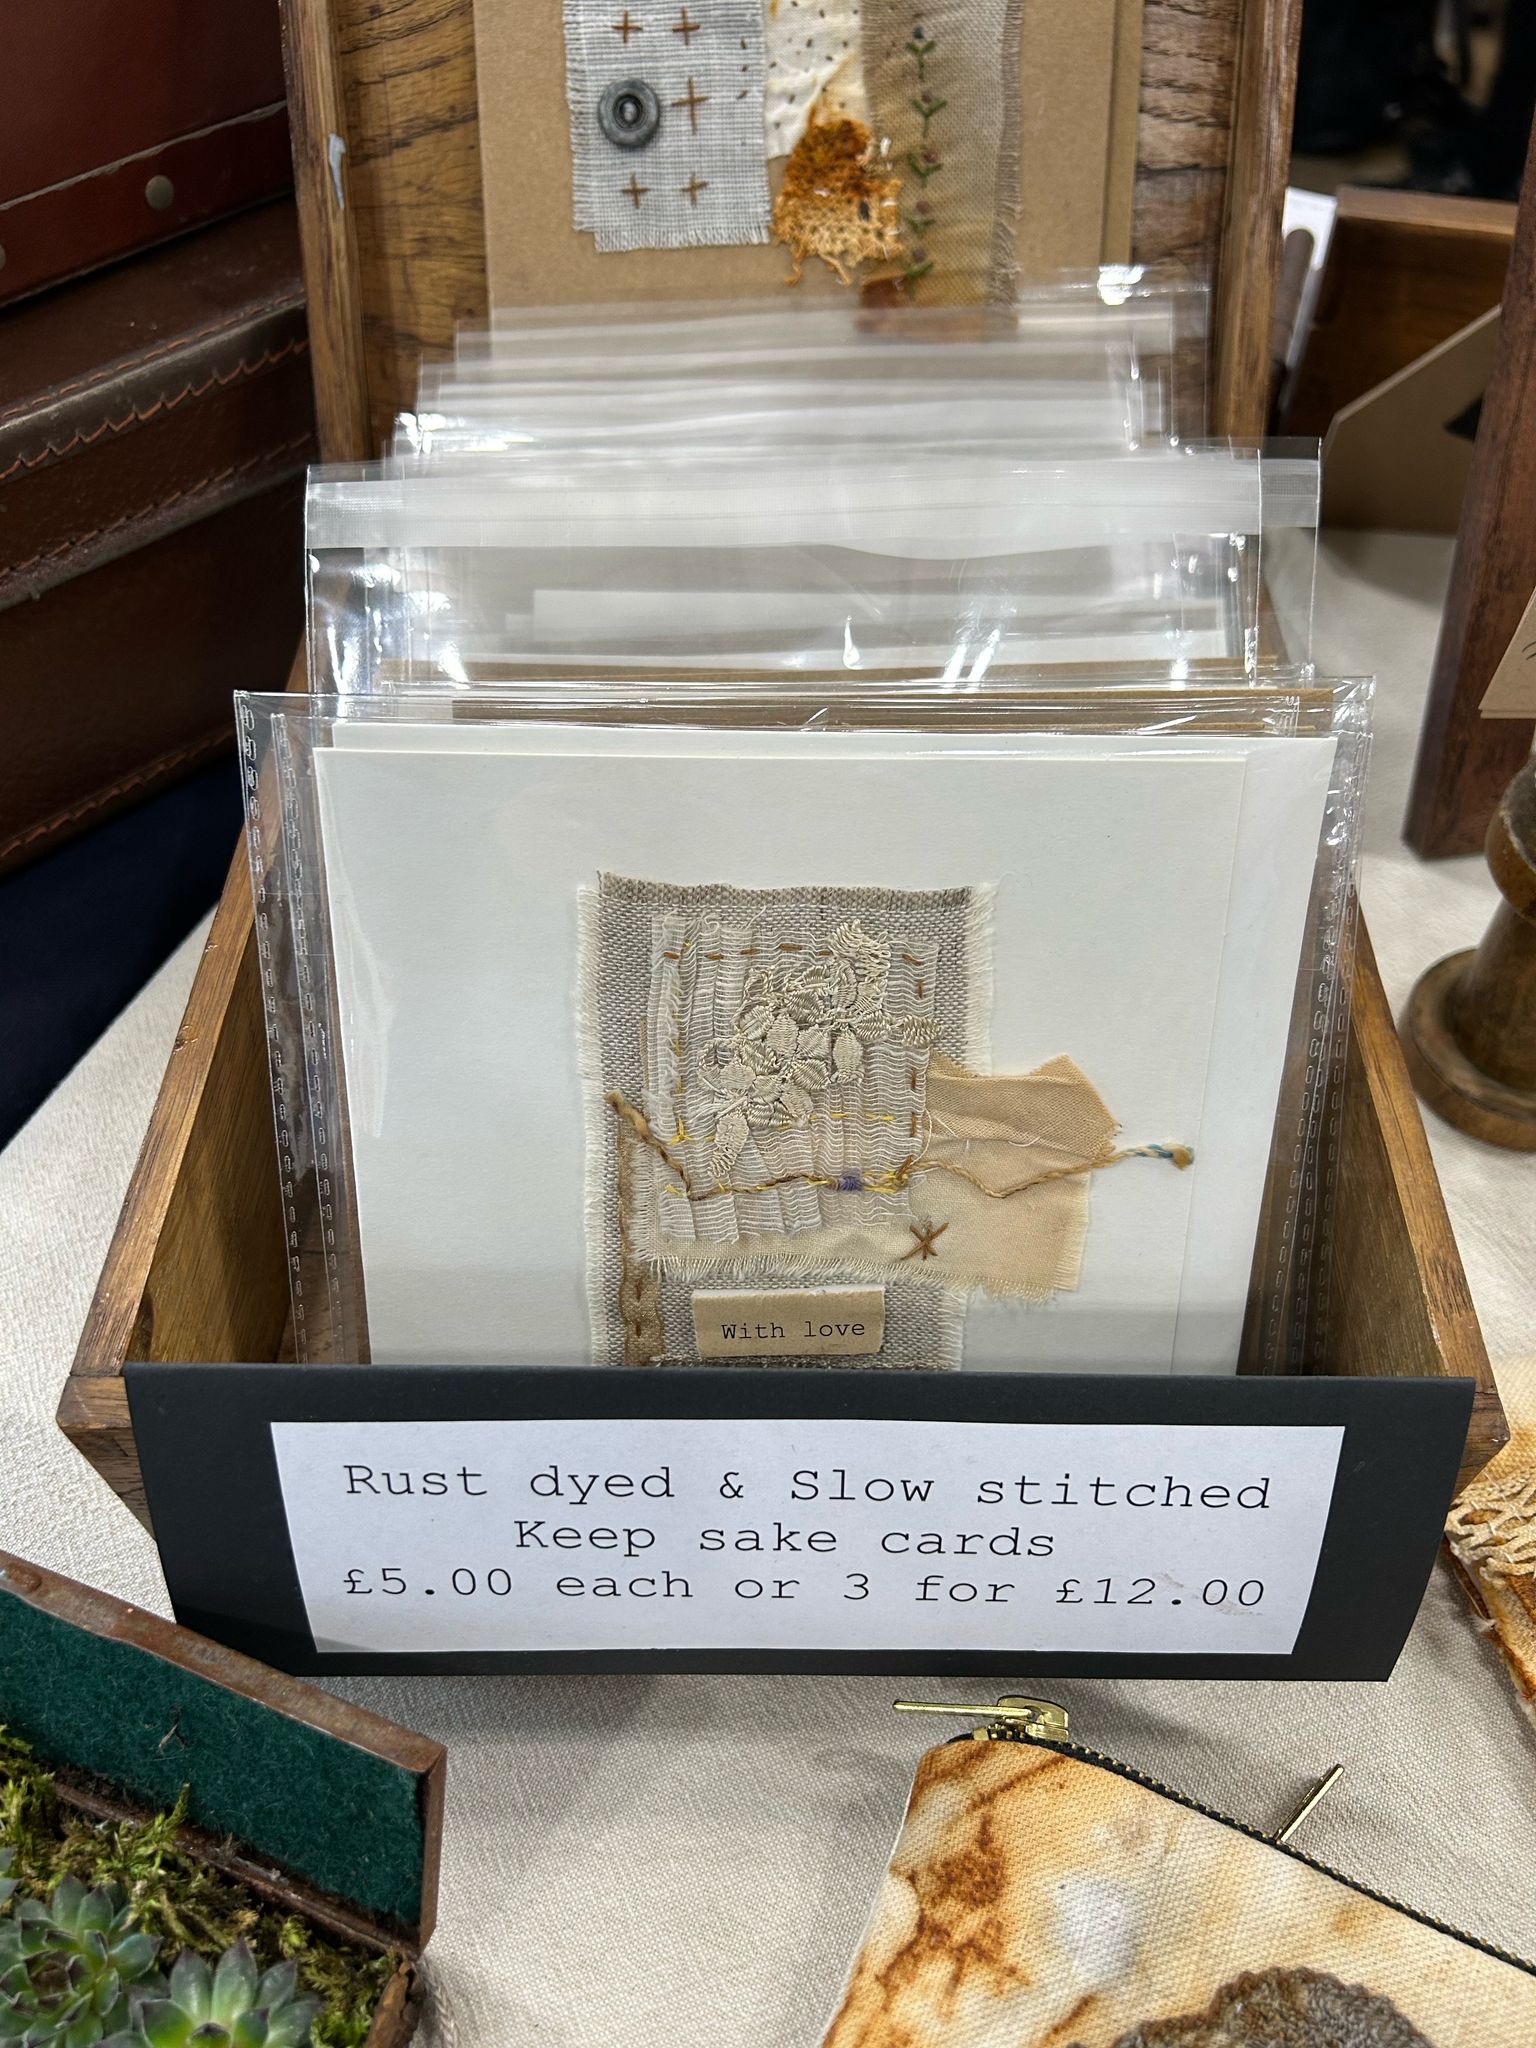 With love
Rust dyed & Slow stitched
Keep sake cards
£5.00 each or 3 for £12.00